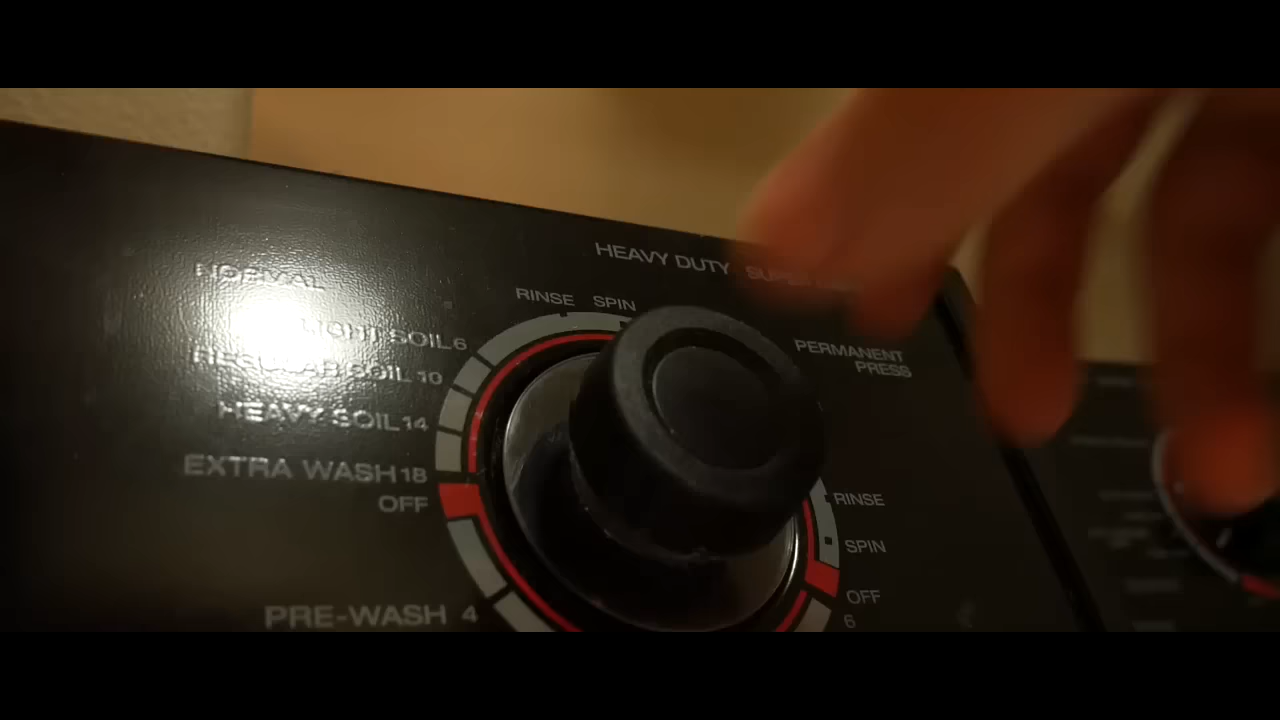 HEAVY DUTY SUPER
NORMAL
RINSE SPIN
LIGHT SOIL 6
REGULAR SOIL 10
HEAVY SOIL 14
EXTRA WASH 18
OFF
PRE-WASH 4
PERMANENT
PRESS
RINSE
SPIN
OFF
6